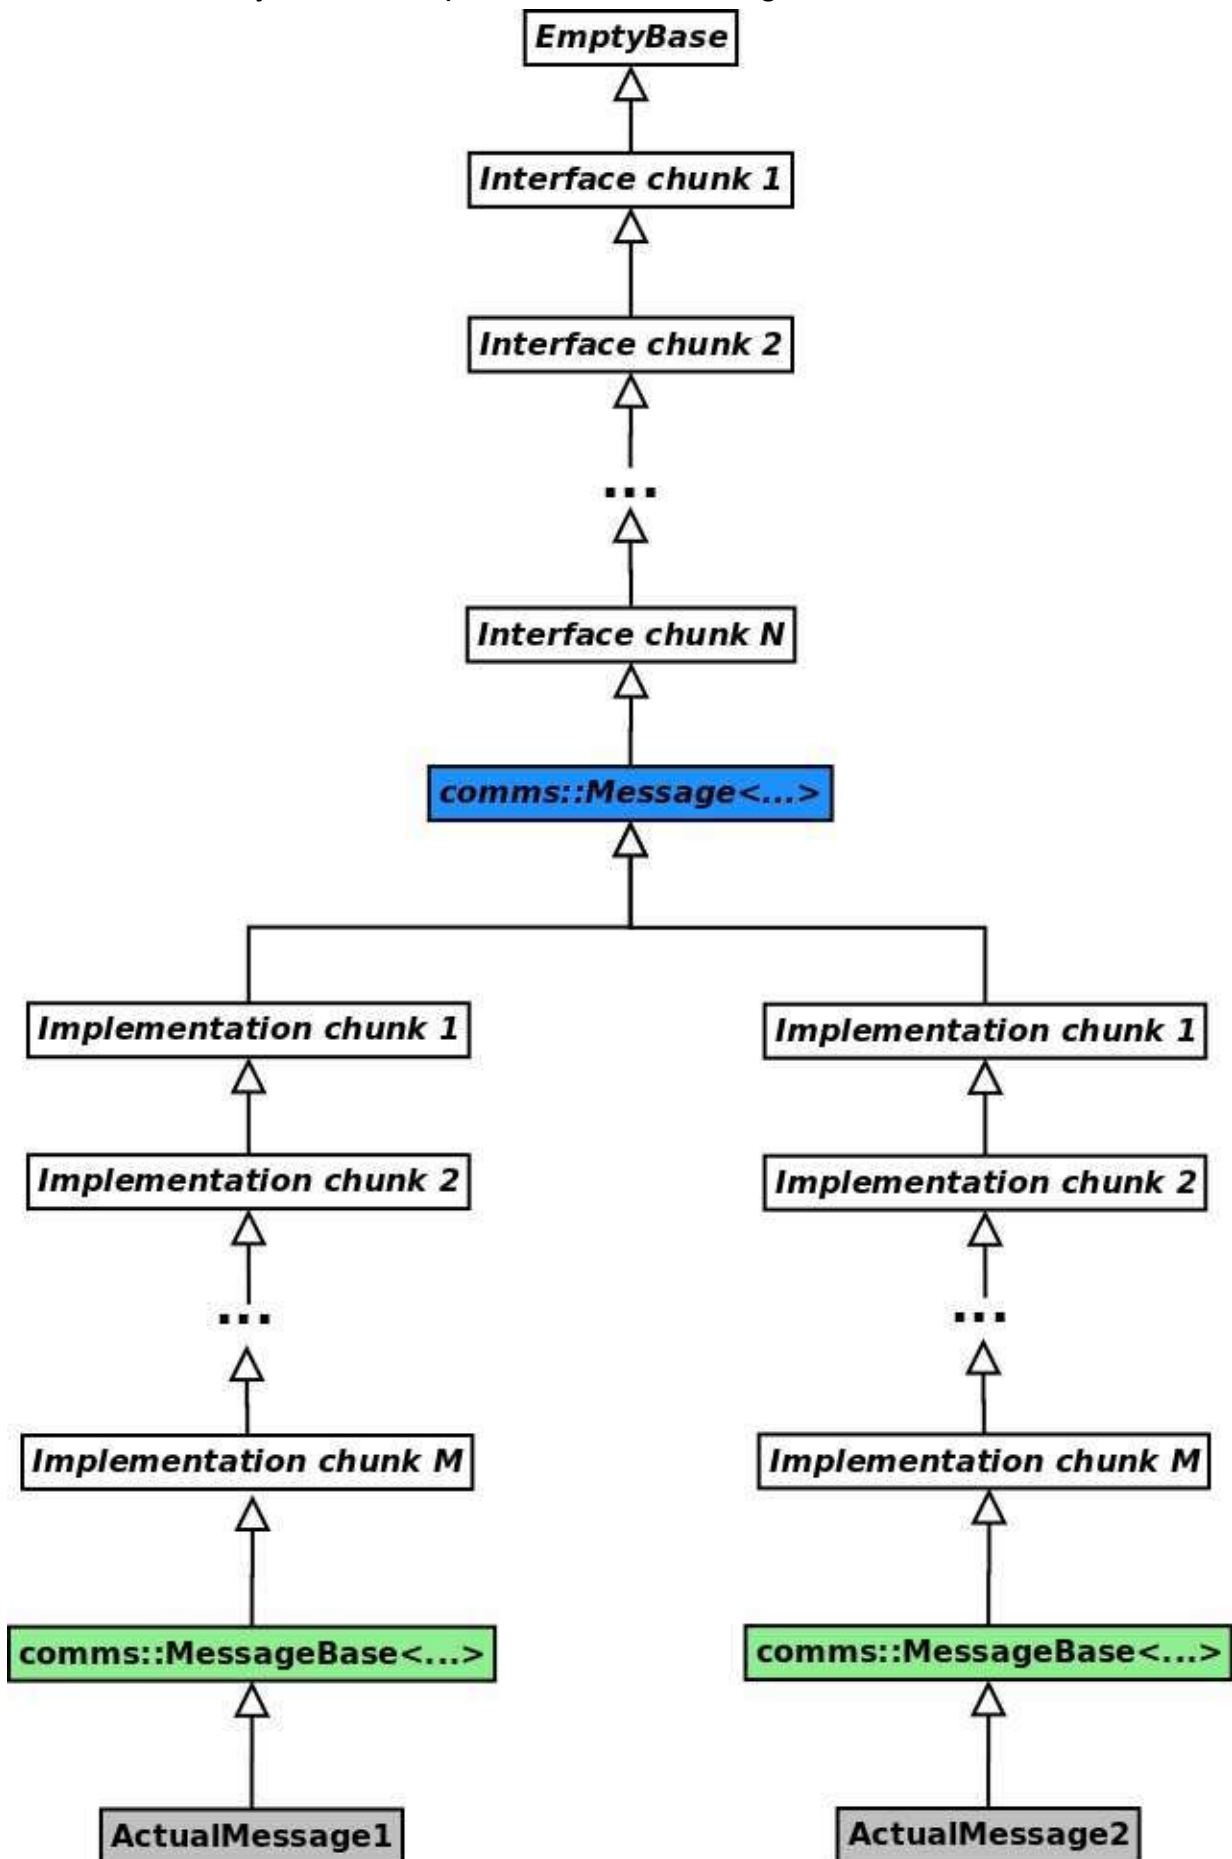 EmptyBase
Interface chunk 1
Interface chunk 2
...
Interface chunk N
comms::Message<...>
Implementation chunk 1
Implementation chunk 1
Implementation chunk 2
Implementation chunk 2
...
...
Implementation chunk M
Implementation chunk M
comms::MessageBase<...>
comms::MessageBase<...>
ActualMessage1
ActualMessage2